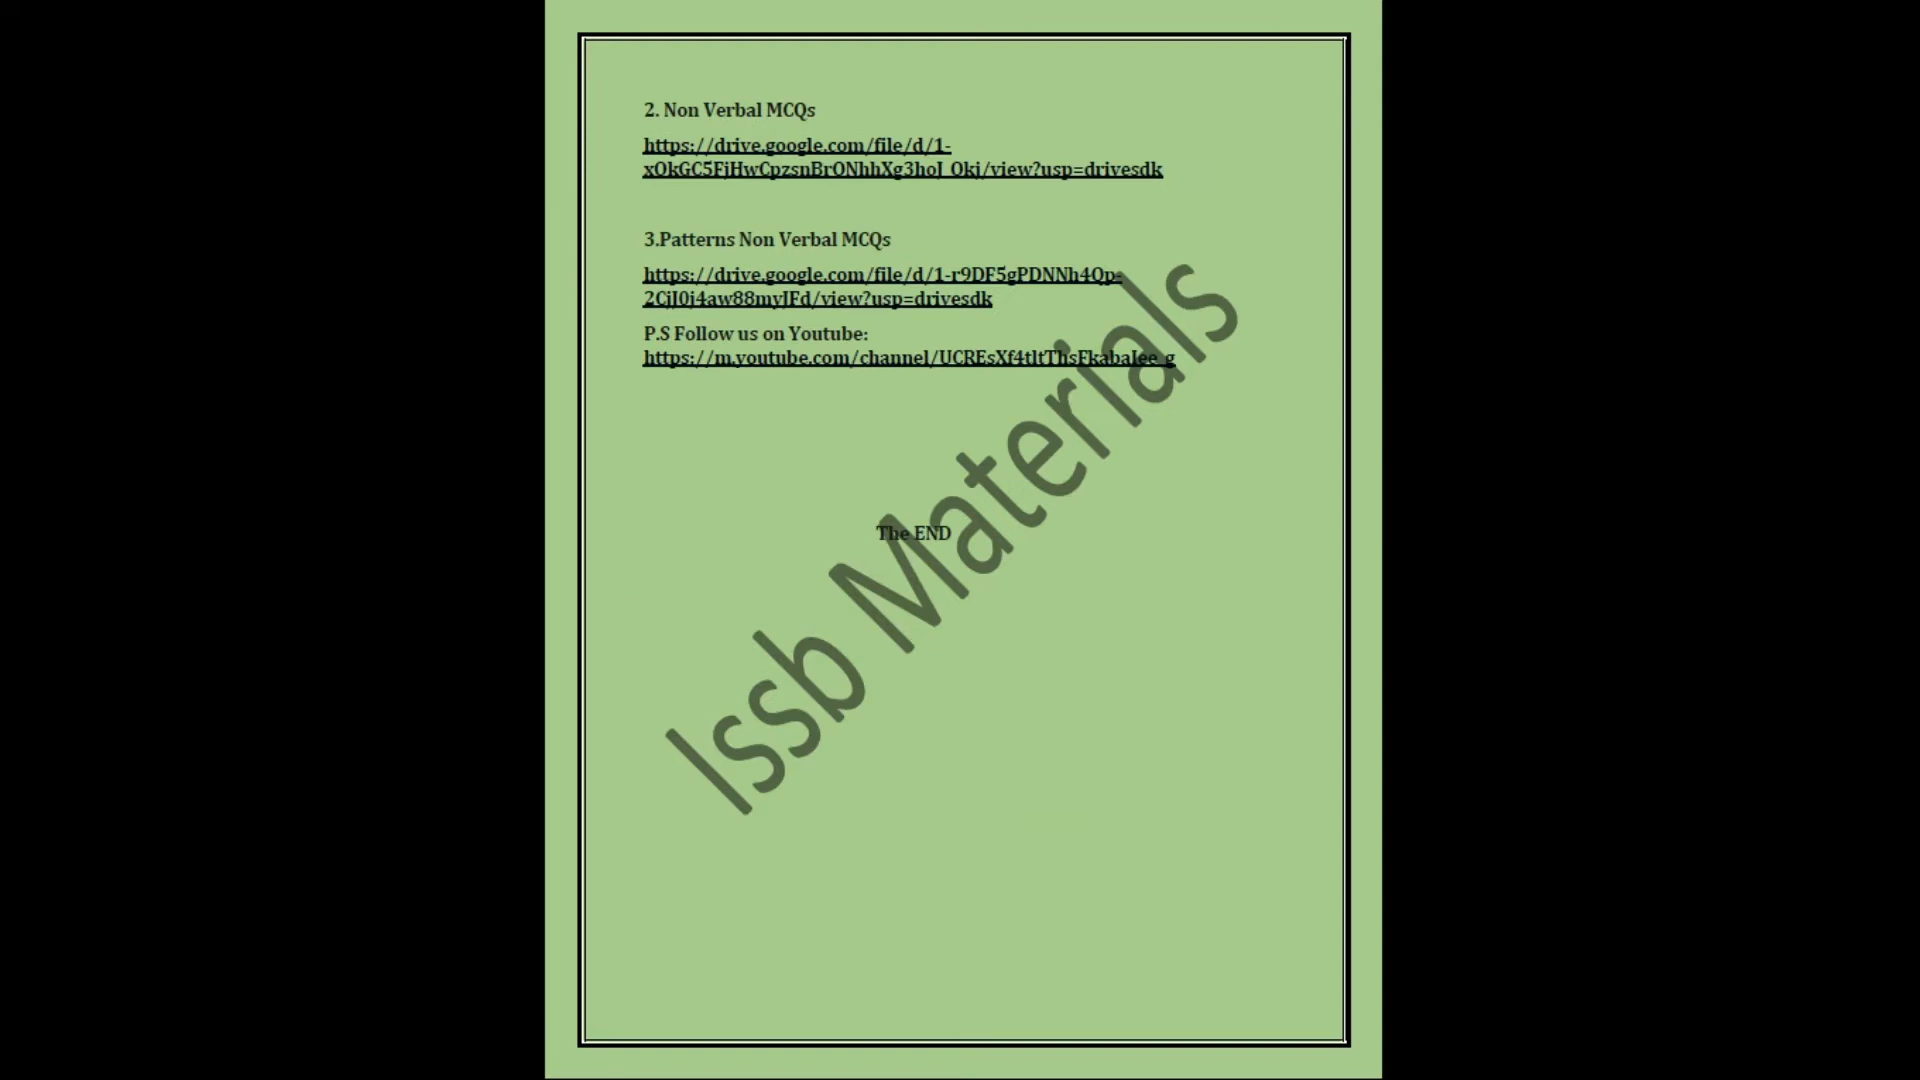 2. Non Verbal MCQs
https://drive.google.com/file/d/1-
xOkGC5FjHwCpzsnBrONhhXg3hoJ_Okj/view?usp=drivesdk
3.Patterns Non Verbal MCQs
https://drive.google.com/file/d/1-r9DF5gPDNNh4Qp-
2CjJ0j4aw88myJFd/view?usp=drivesdk
P.S Follow us on Youtube:
https://m.youtube.com/channel/UCREsXf4tltThsFkabaIee_g
The END
Issb Materials